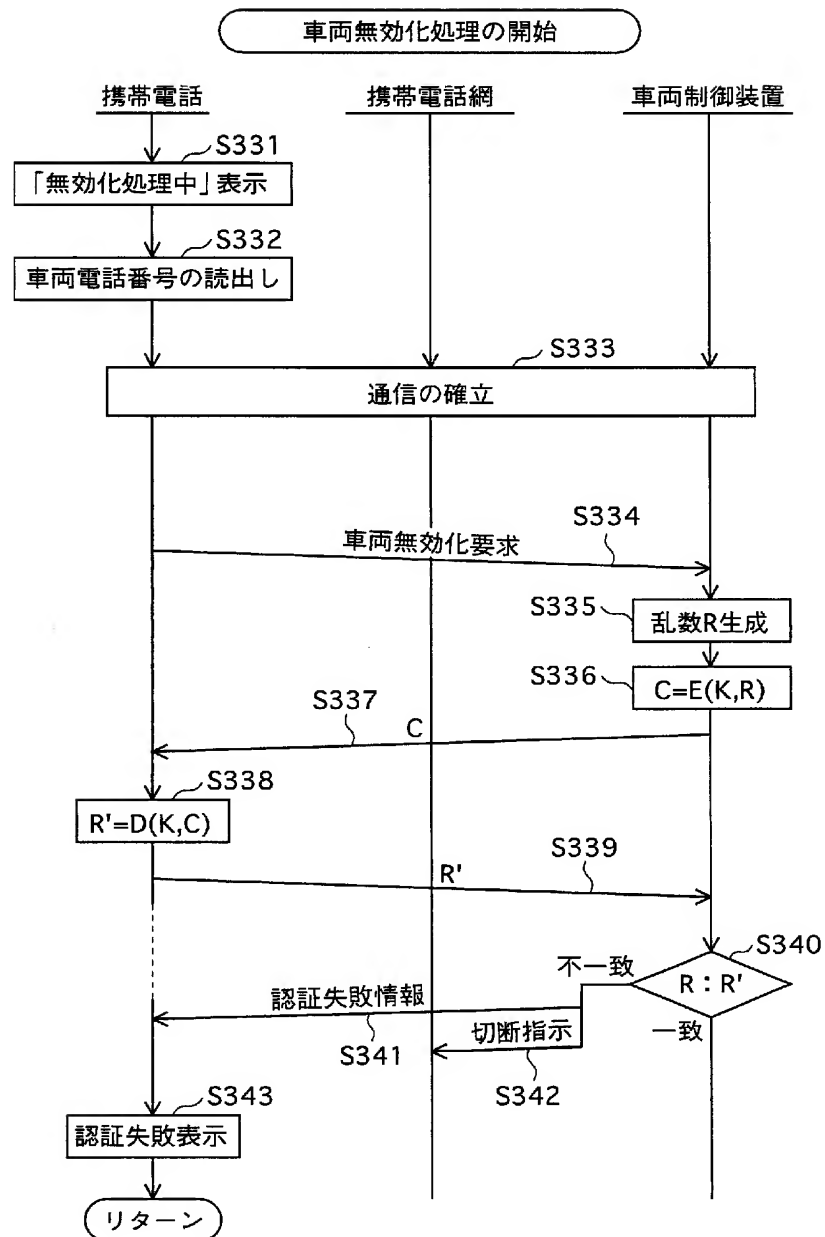 車両無効化処理の開始
携帯電話
携帯電話網
車両制御装置
S331
「無効化処理中」表示
S332
車両電話番号の読出し
S333
通信の確立
S334
車両無効化要求
S335
乱数R生成
S336
C=E(K,R)
S337
C
S338
R'=D(K,C)
S339
R'
S340
R：R'
不一致
一致
認証失敗情報
S341
切断指示
S342
S343
認証失敗表示
リターン